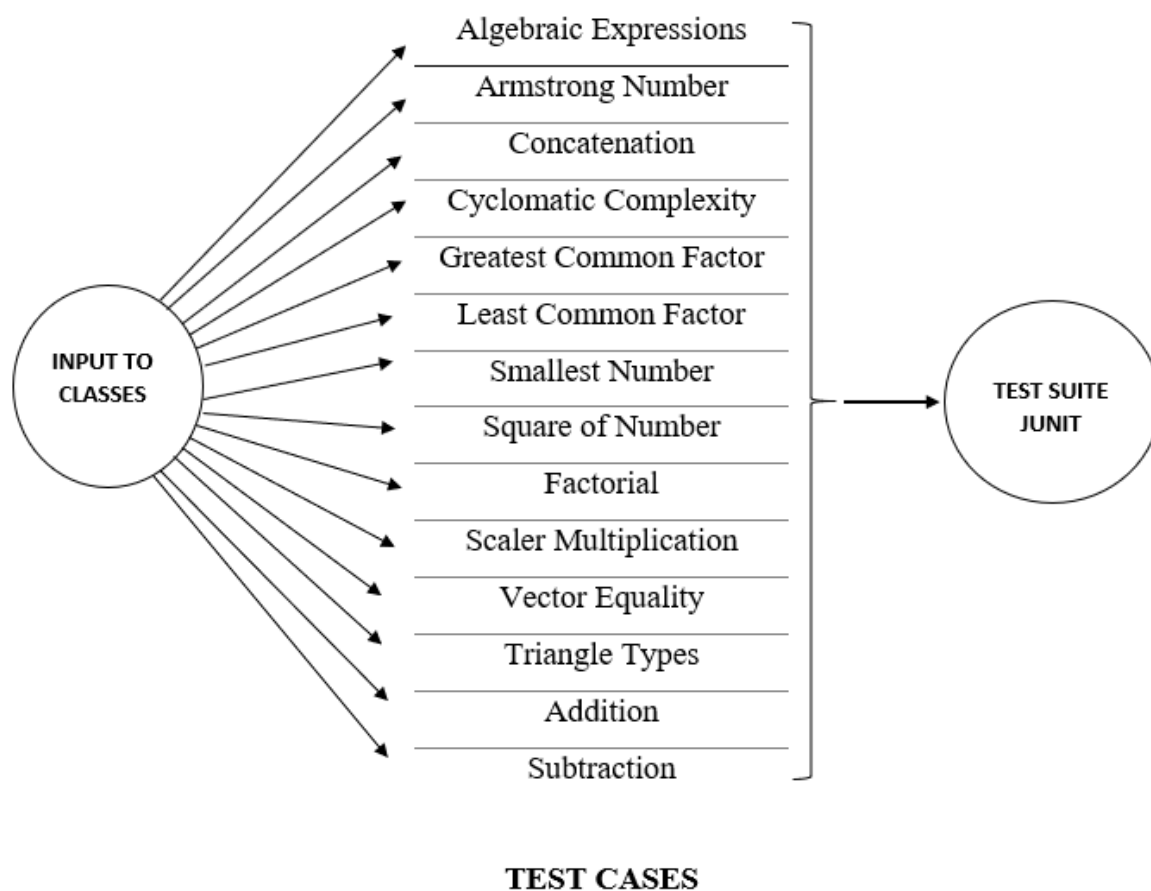 Algebraic Expressions
Armstrong Number
Concatenation
Cyclomatic Complexity
Greatest Common Factor
Least Common Factor
Smallest Number
Square of Number
Factorial
Scaler Multiplication
Vector Equality
Triangle Types
Addition
Subtraction
INPUT TO
CLASSES
TEST SUITE
JUNIT
TEST CASES